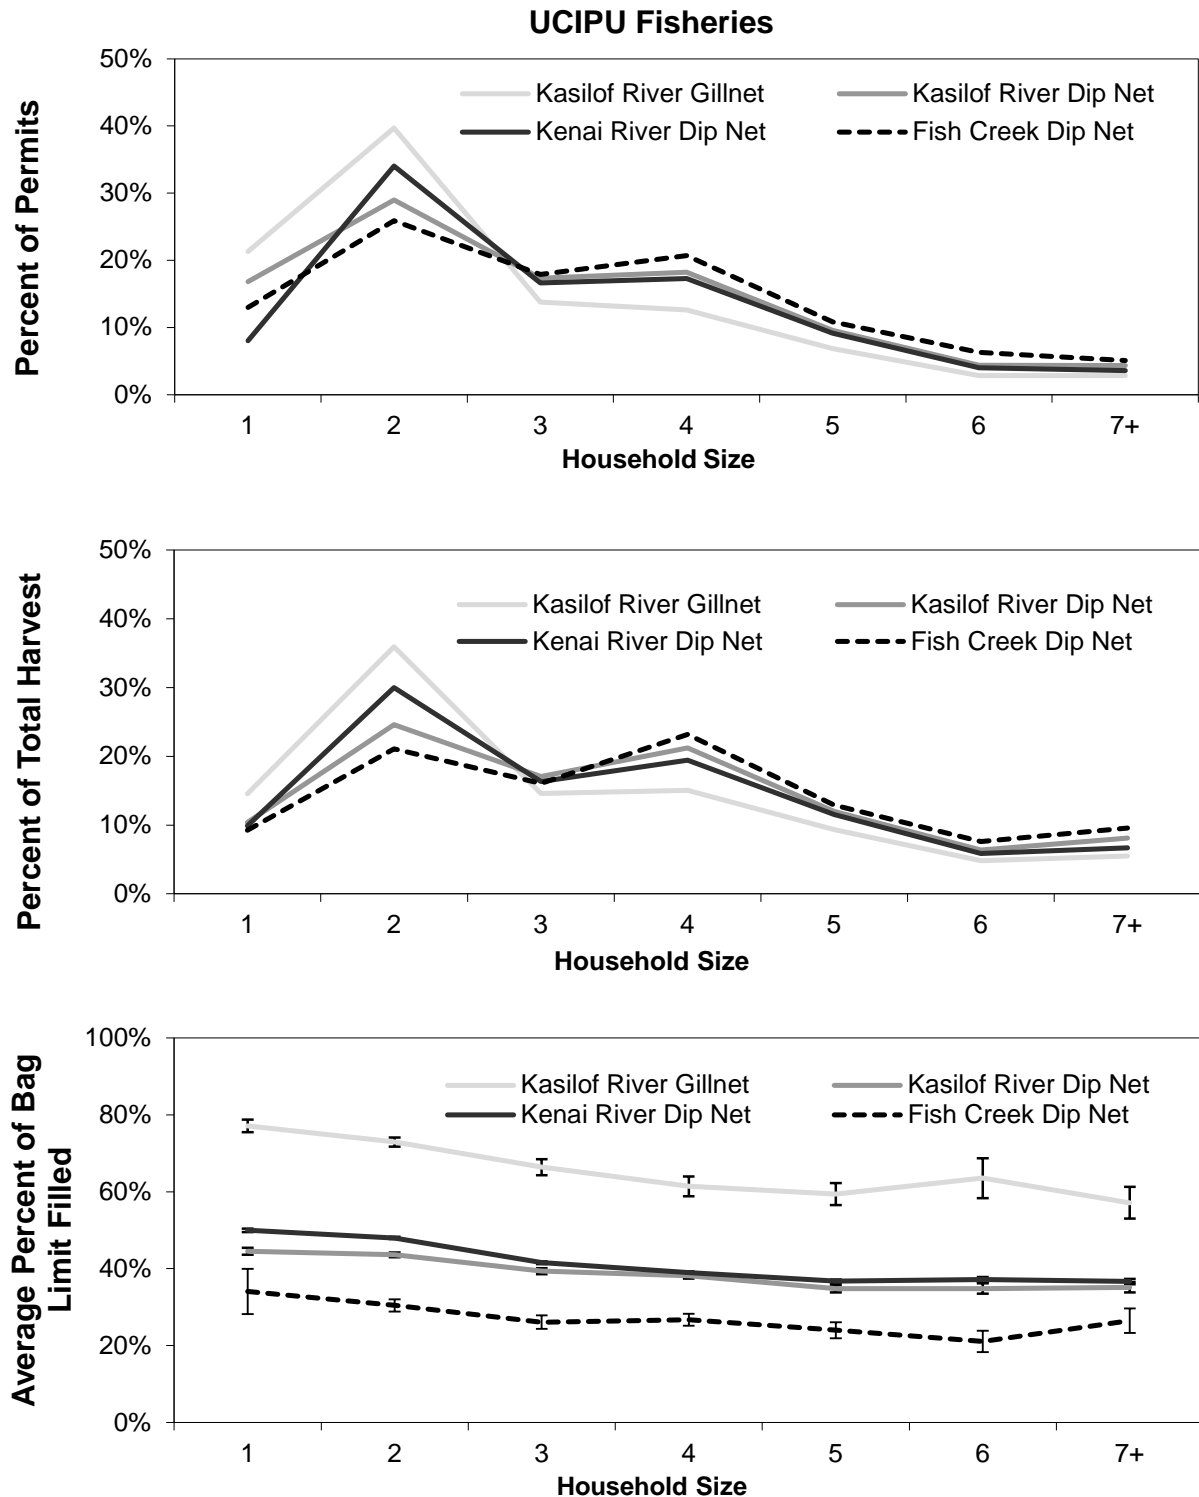 UCIPU Fisheries
50%
40%
30%
20%
10%
0%
Percent of Permits
Kasilof River Gillnet
Kasilof River Dip Net
Kenai River Dip Net
Fish Creek Dip Net
1 2 3 4 5 6 7+
Household Size
50%
40%
30%
20%
10%
0%
Percent of Total Harvest
Kasilof River Gillnet
Kasilof River Dip Net
Kenai River Dip Net
Fish Creek Dip Net
1 2 3 4 5 6 7+
Household Size
100%
80%
60%
40%
20%
0%
Average Percent of Bag
Limit Filled
Kasilof River Gillnet
Kasilof River Dip Net
Kenai River Dip Net
Fish Creek Dip Net
1 2 3 4 5 6 7+
Household Size